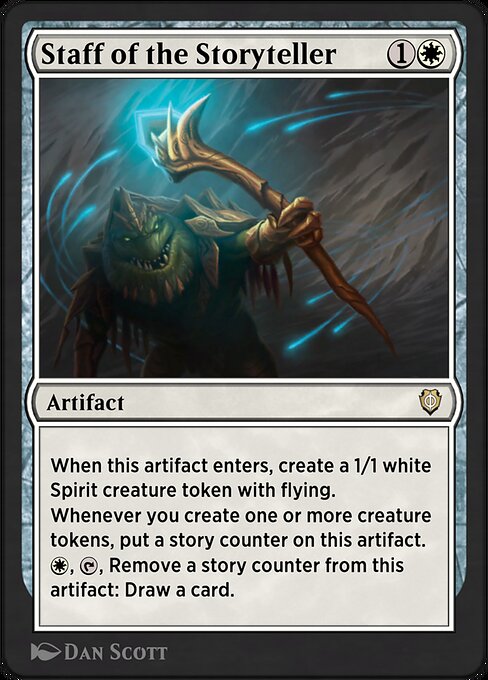 Staff of the Storyteller 1
Artifact
When this artifact enters, create a 1/1 white
Spirit creature token with flying.
Whenever you create one or more creature
tokens, put a story counter on this artifact.
, , Remove a story counter from this
artifact: Draw a card.
Dan Scott